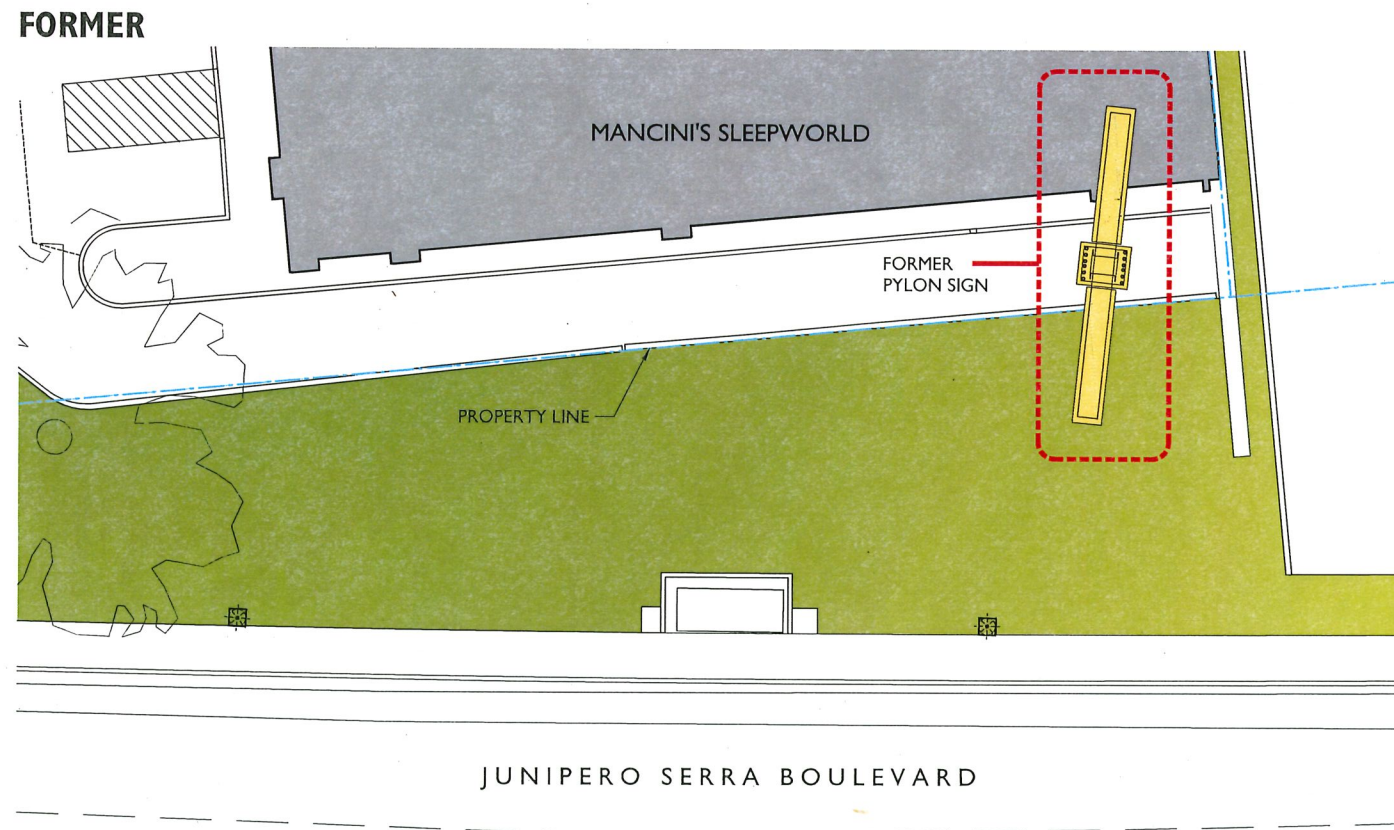 FORMER
MANCINI'S SLEEPWORLD
FORMER
PYLON SIGN
PROPERTY LINE
JUNIPERO SERRA BOULEVARD